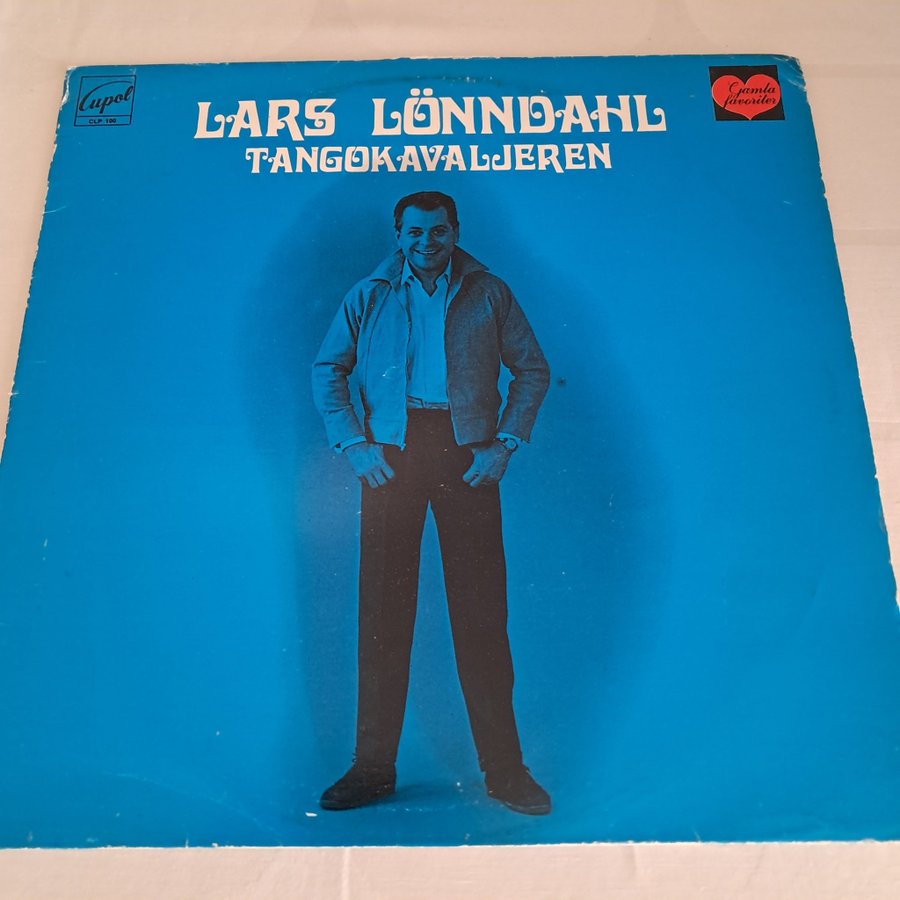 Cupol
CLP 100
LARS LÖNNDAHL
TANGOKAVALJEREN
Gamla
favoriter